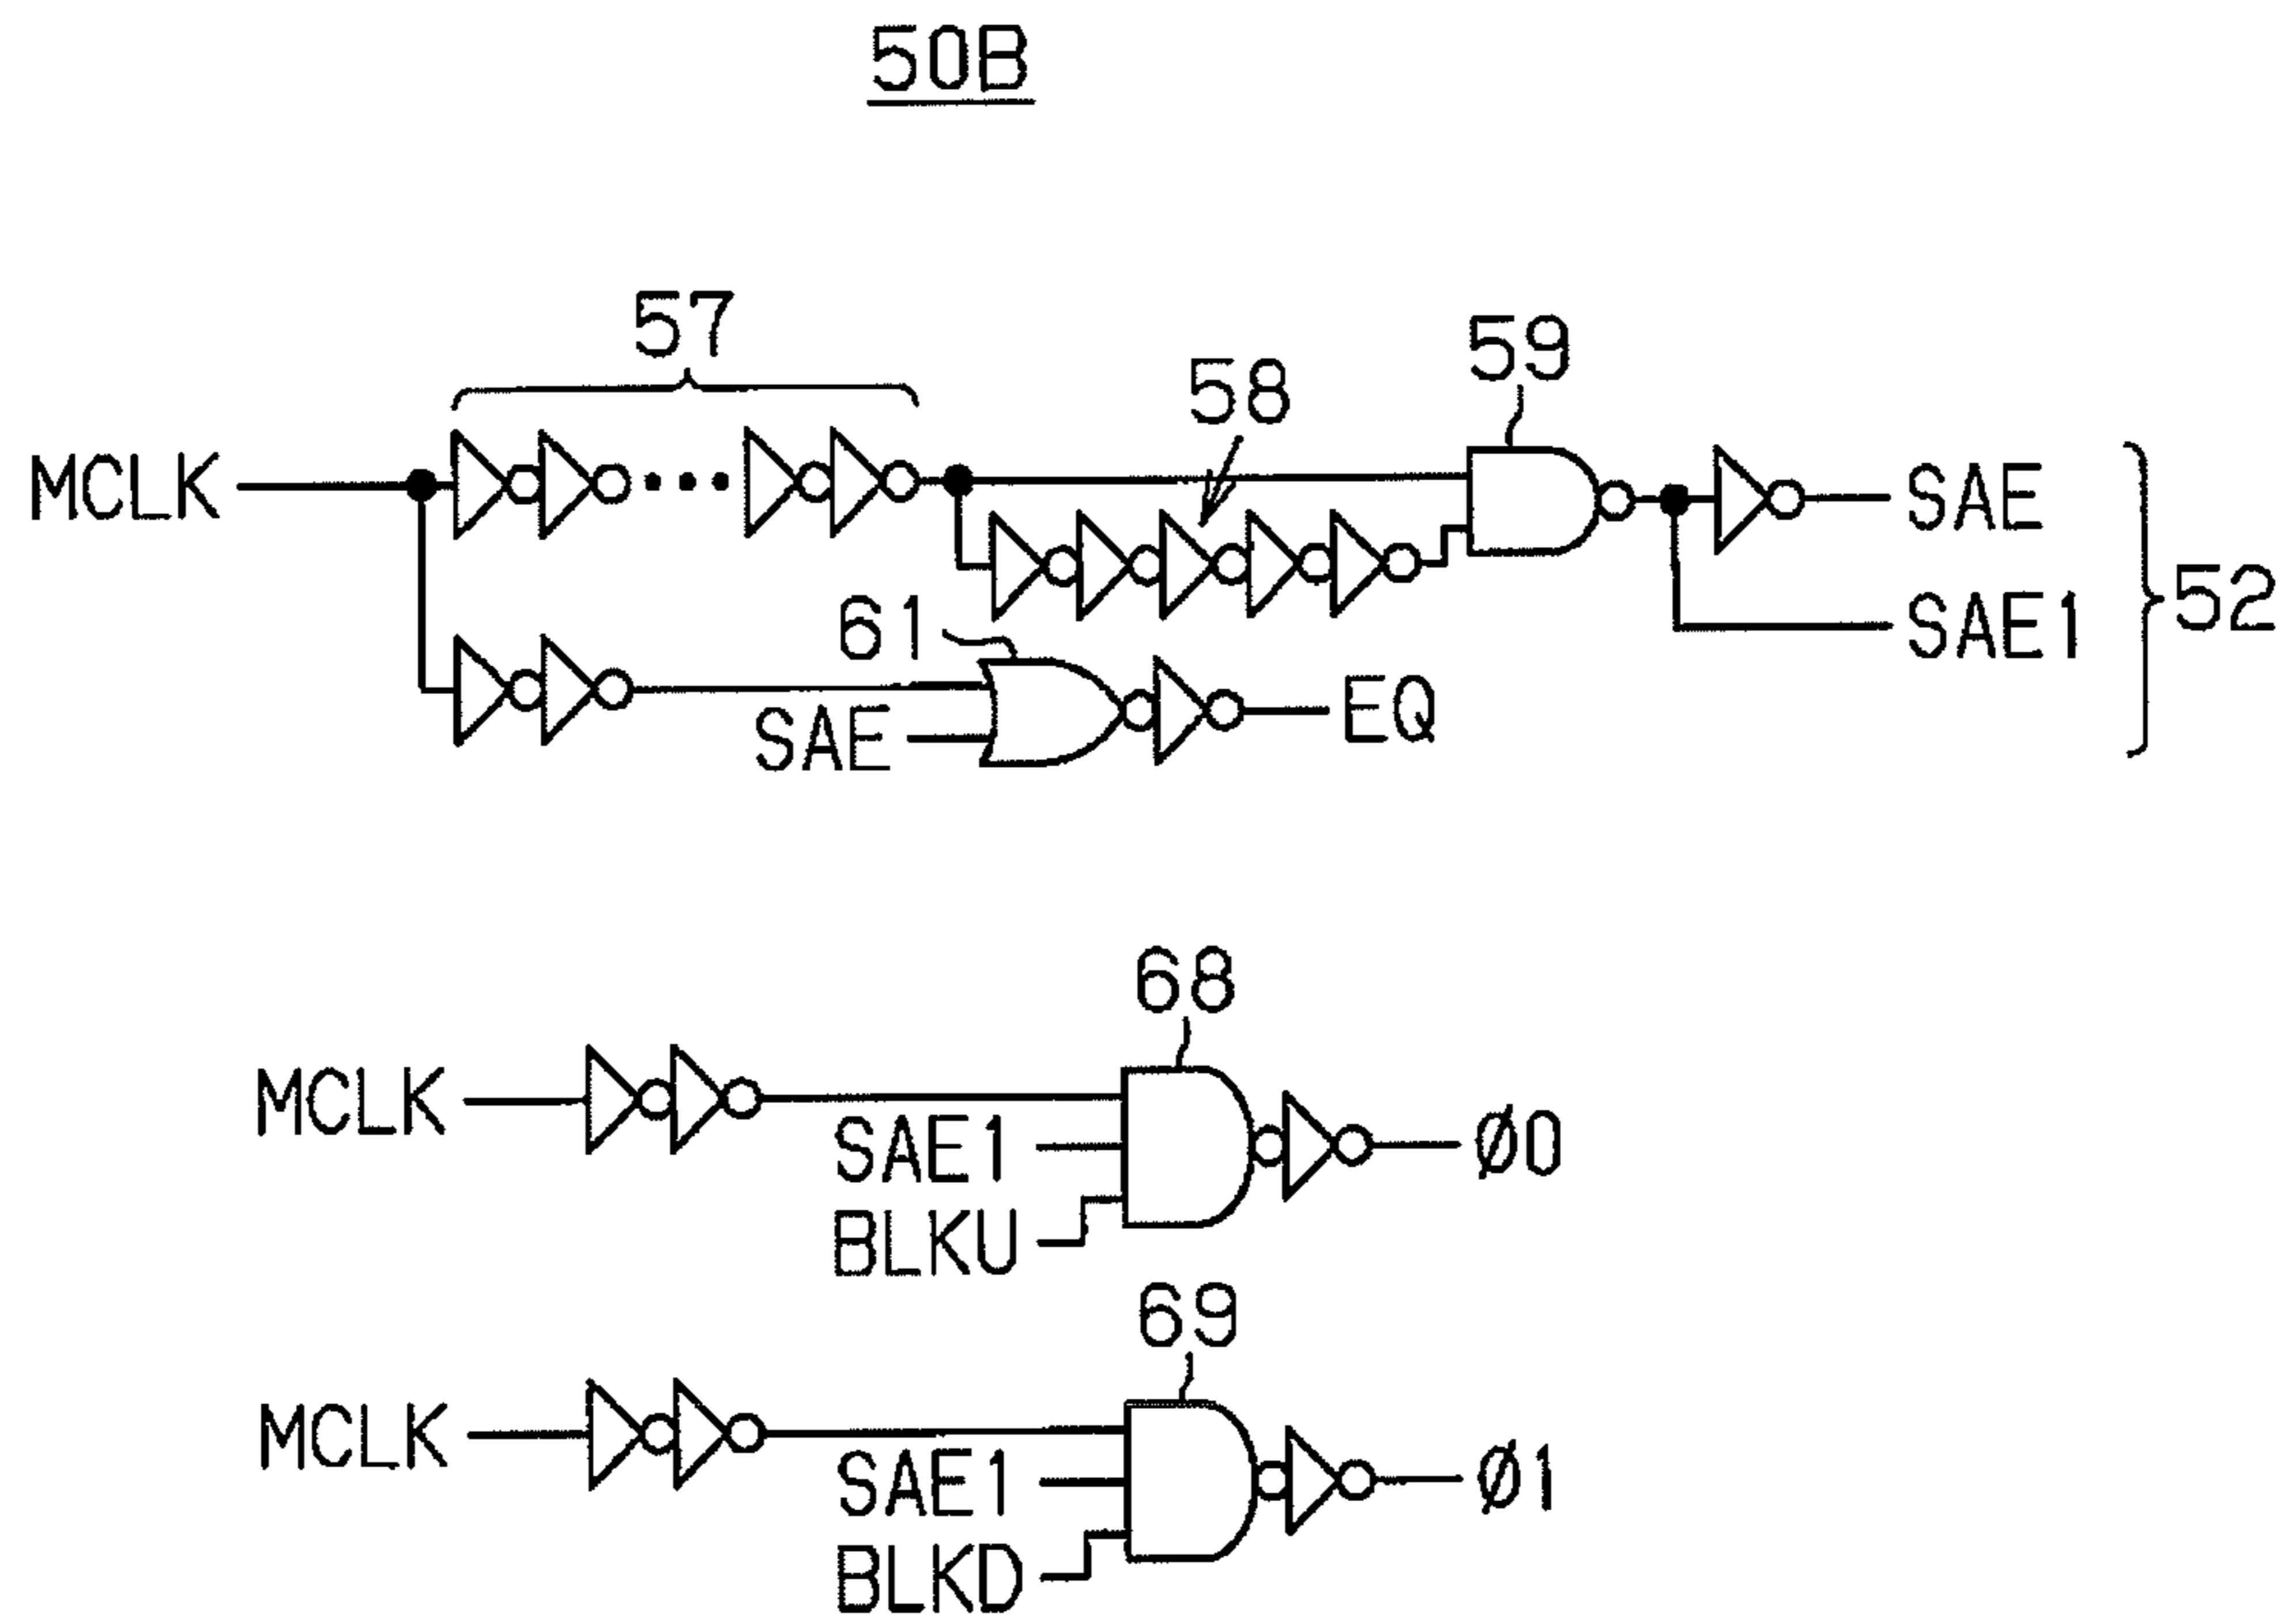 50B
57
58
59
MCLK
SAE
SAE1
52
61
SAE
EQ
68
MCLK
SAE1
BLKU
ø0
69
MCLK
SAE1
BLKD
ø1